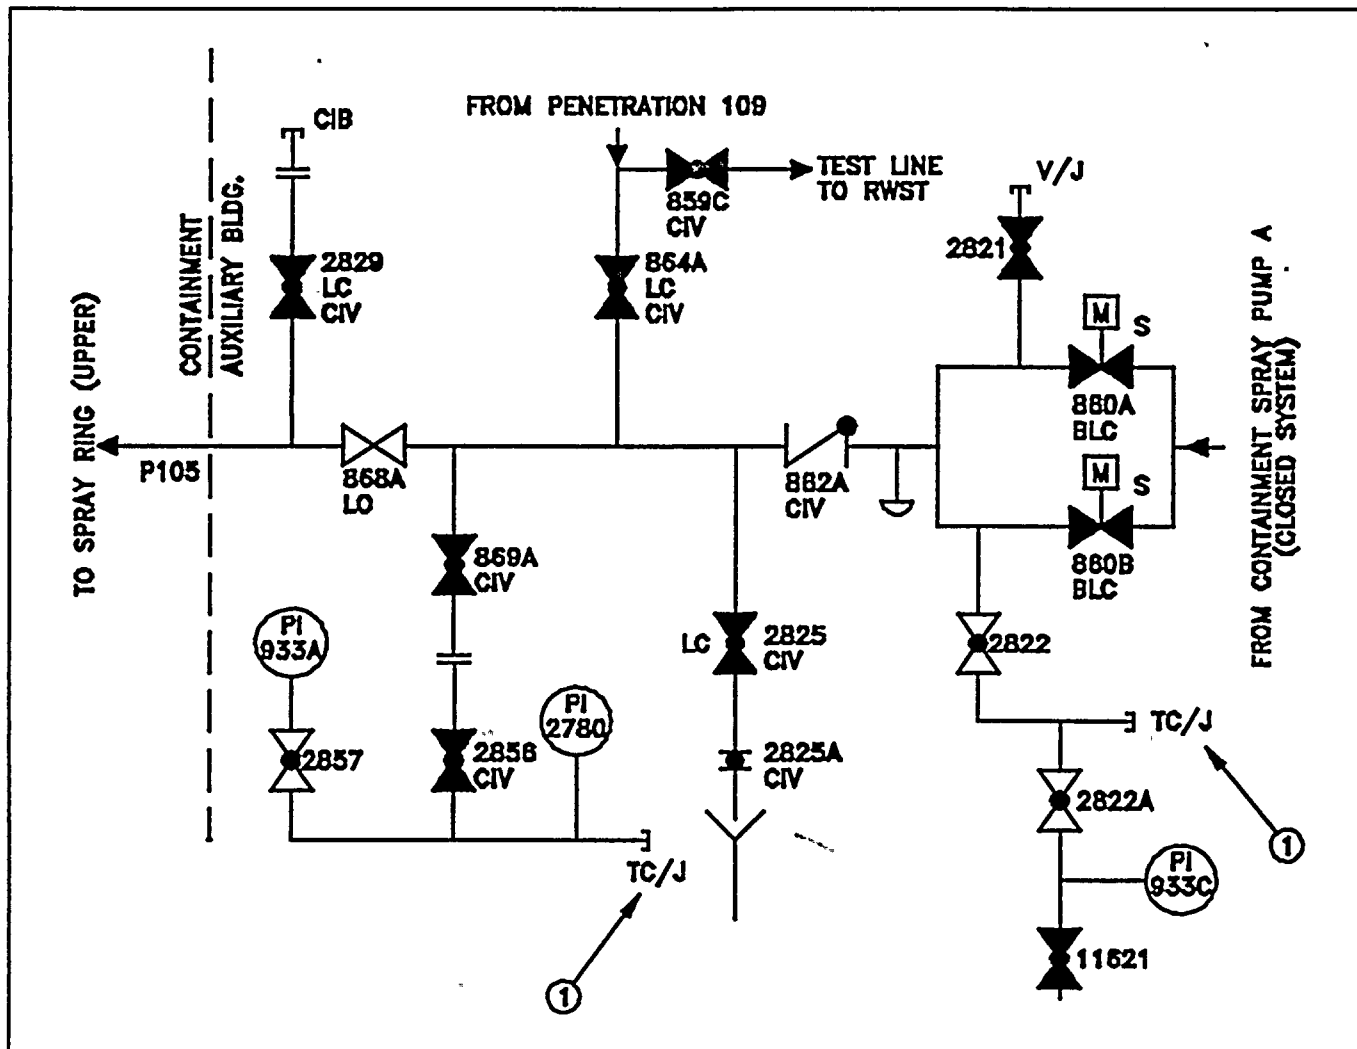 CIB
FROM PENETRATION 109
TEST LINE
TO RWST
V/J
859C
CIV
2821
2829
LC
CIV
864A
LC
CIV
CONTAINMENT
AUXILIARY BLDG.
TO SPRAY RING (UPPER)
FROM CONTAINMENT SPRAY PUMP A
(CLOSED SYSTEM)
M
S
860A
BLC
M
S
860B
BLC
P105
868A
LO
862A
CIV
869A
CIV
PI
933A
LC
2825
CIV
2822
PI
2780
TC/J
2857
2856
CIV
2825A
CIV
2822A
1
TC/J
PI
933C
1
11621